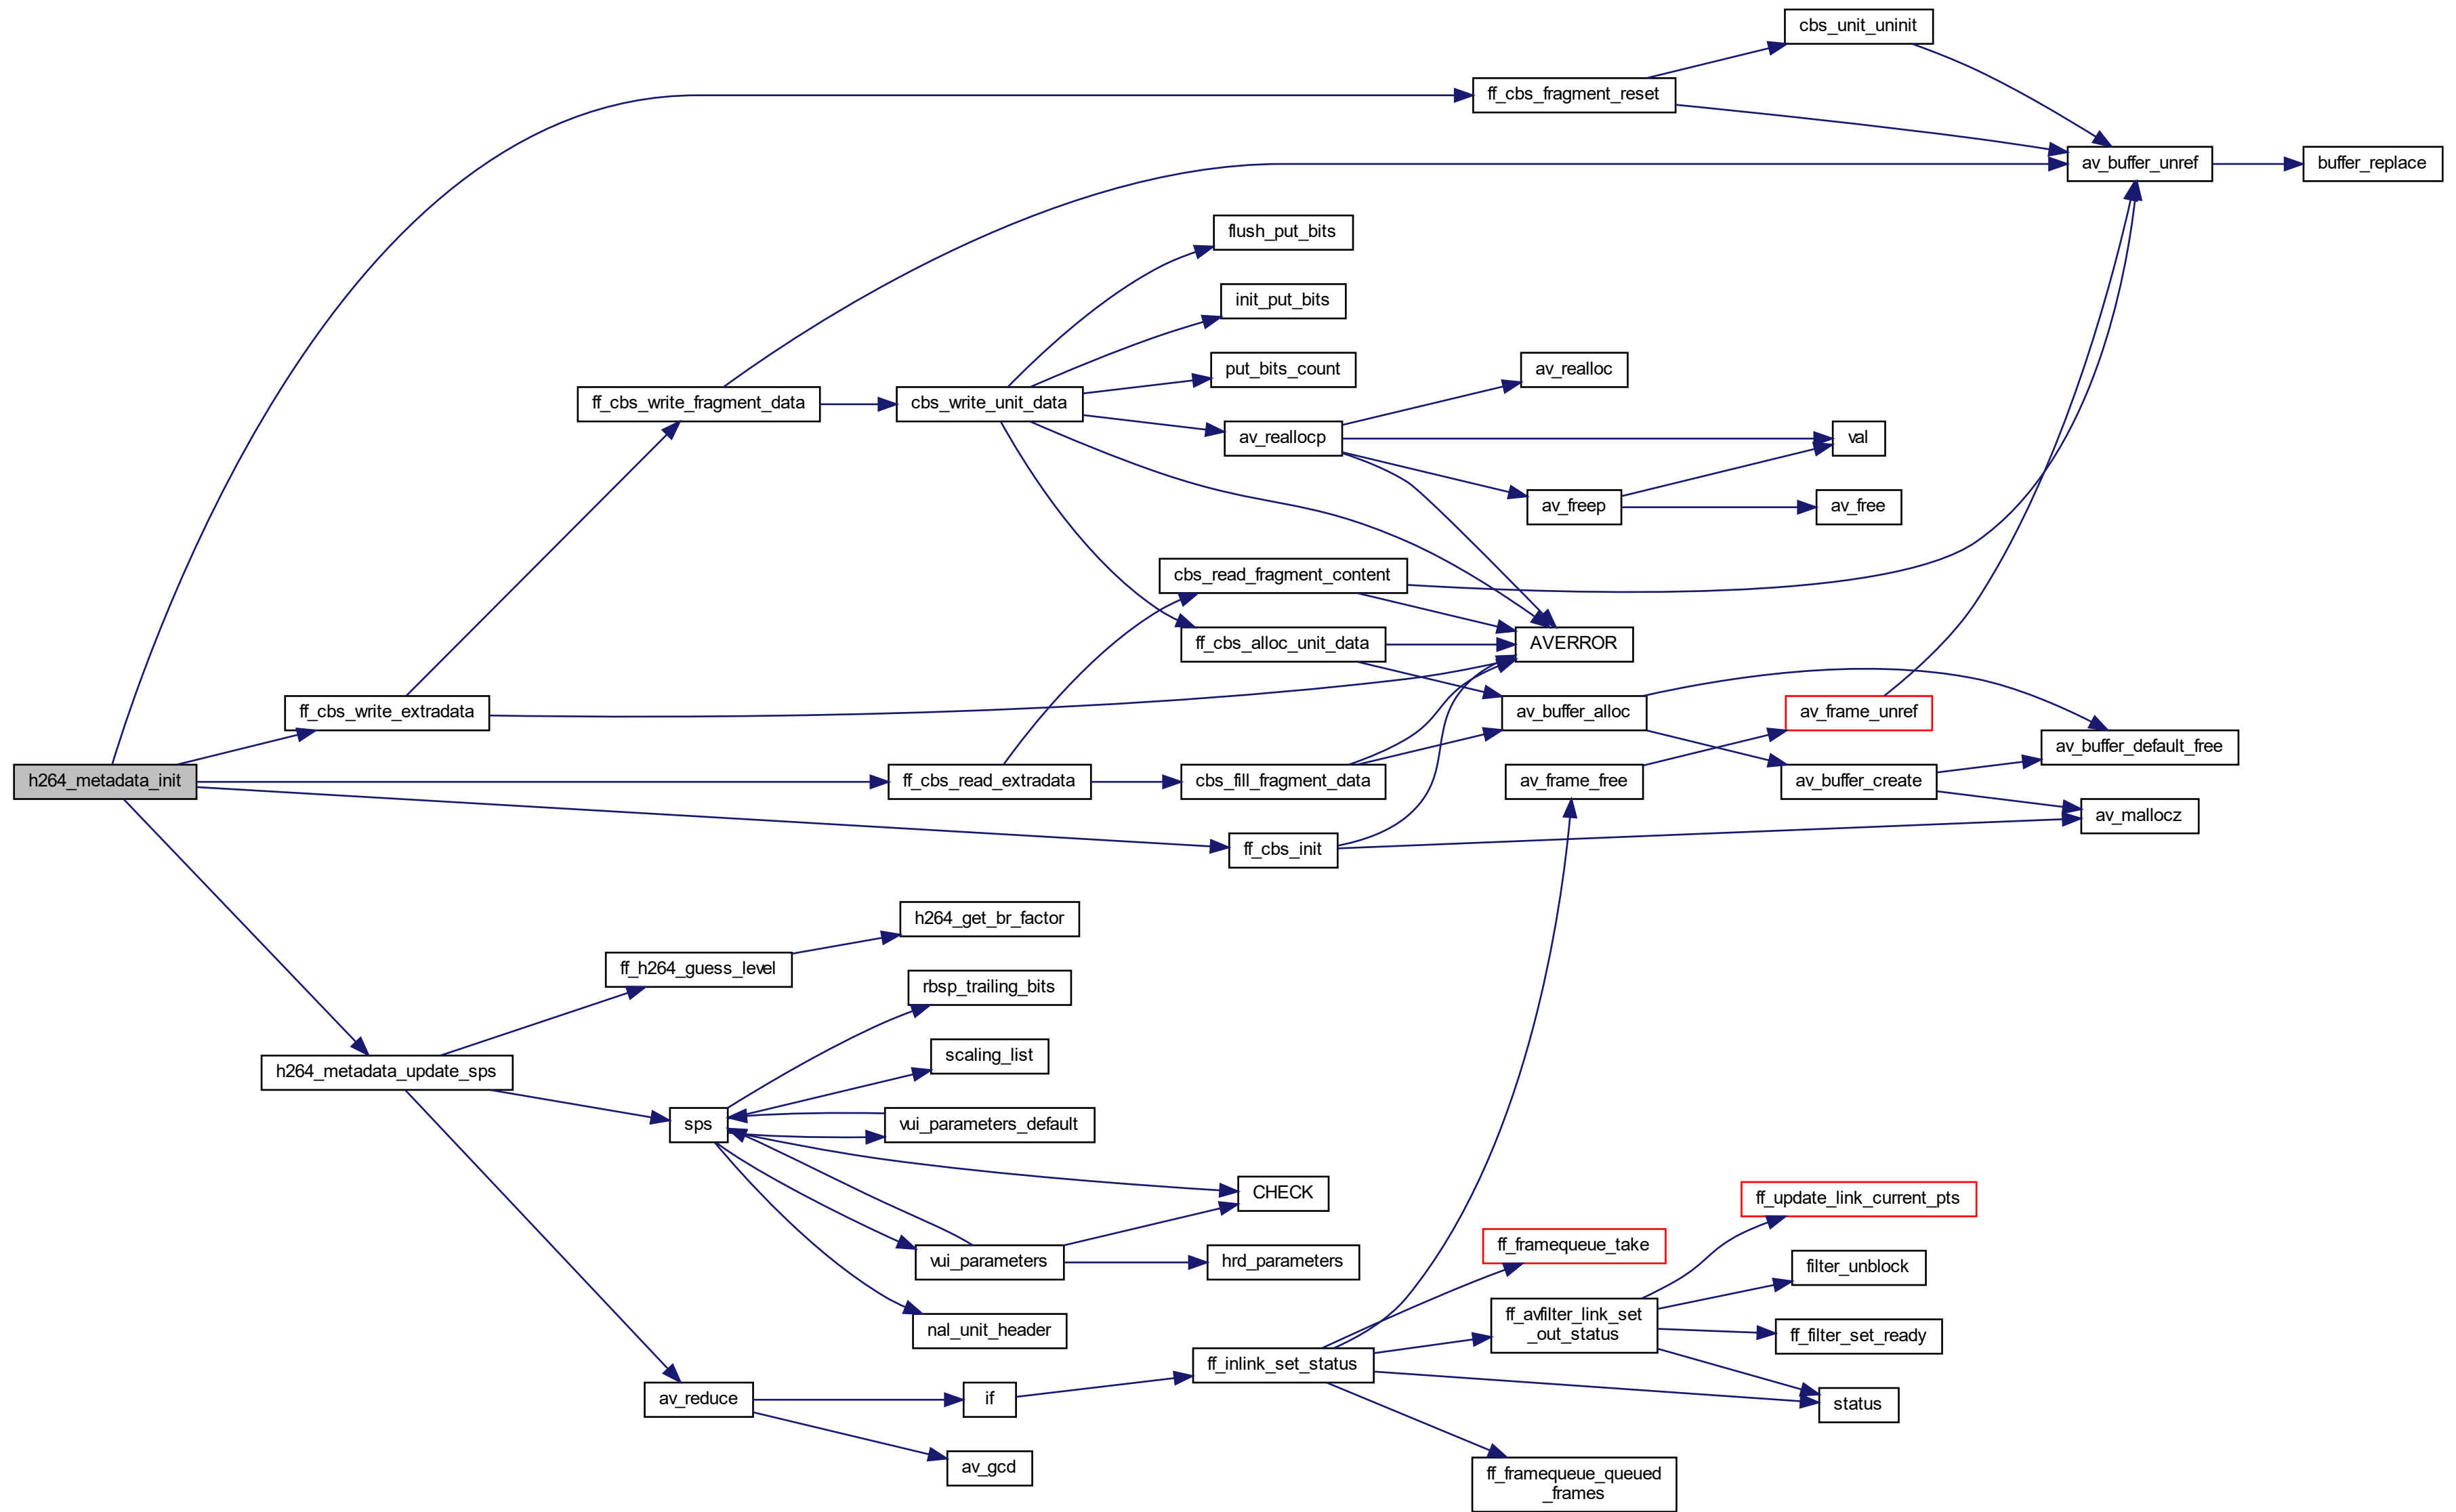 cbs_unit_uninit
ff_cbs_fragment_reset
av_buffer_unref
buffer_replace
flush_put_bits
init_put_bits
put_bits_count
av_realloc
ff_cbs_write_fragment_data
cbs_write_unit_data
av_reallocp
val
av_freep
av_free
cbs_read_fragment_content
ff_cbs_alloc_unit_data
AVERROR
ff_cbs_write_extradata
av_buffer_alloc
av_frame_unref
av_buffer_default_free
h264_metadata_init
ff_cbs_read_extradata
cbs_fill_fragment_data
av_frame_free
av_buffer_create
av_mallocz
ff_cbs_init
h264_get_br_factor
ff_h264_guess_level
rbsp_trailing_bits
scaling_list
h264_metadata_update_sps
sps
vui_parameters_default
CHECK
ff_update_link_current_pts
ff_framequeue_take
vui_parameters
hrd_parameters
filter_unblock
nal_unit_header
ff_avfilter_link_set
_out_status
ff_filter_set_ready
ff_inlink_set_status
av_reduce
if
status
av_gcd
ff_framequeue_queued
_frames